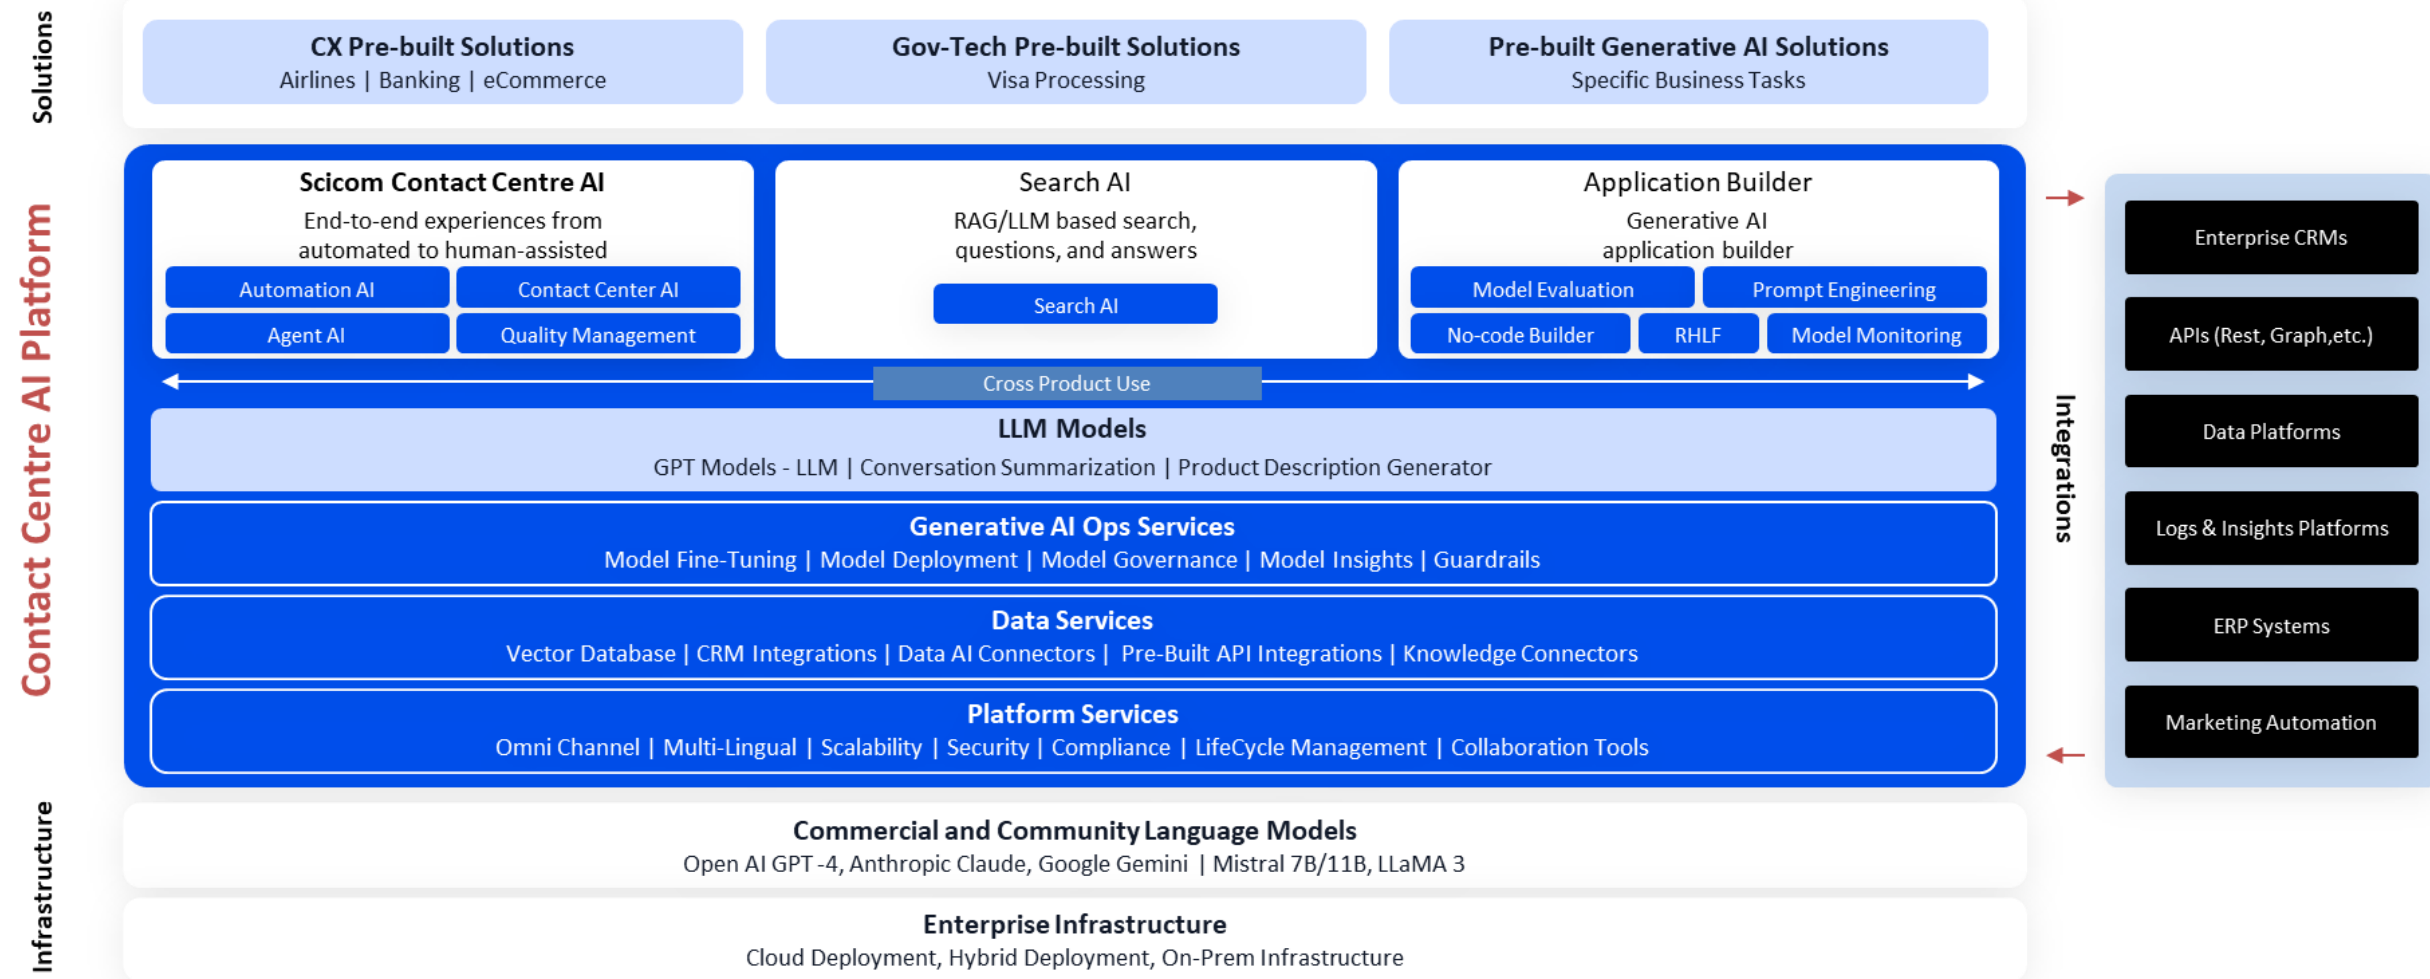 Solutions
CX Pre-built Solutions
Airlines | Banking | eCommerce
Gov-Tech Pre-built Solutions
Visa Processing
Pre-built Generative AI Solutions
Specific Business Tasks
Contact Centre AI Platform
Scicom Contact Centre AI
End-to-end experiences from
automated to human-assisted
Automation AI
Contact Center AI
Agent AI
Quality Management
Search AI
RAG/LLM based search,
questions, and answers
Search AI
Application Builder
Generative AI
application builder
Model Evaluation
Prompt Engineering
No-code Builder
RHLF
Model Monitoring
Cross Product Use
LLM Models
GPT Models - LLM | Conversation Summarization | Product Description Generator
Generative AI Ops Services
Model Fine-Tuning | Model Deployment | Model Governance | Model Insights | Guardrails
Data Services
Vector Database | CRM Integrations | Data AI Connectors | Pre-Built API Integrations | Knowledge Connectors
Platform Services
Omni Channel | Multi-Lingual | Scalability | Security | Compliance | LifeCycle Management | Collaboration Tools
Integrations
Enterprise CRMs
APIs (Rest, Graph,etc.)
Data Platforms
Logs & Insights Platforms
ERP Systems
Marketing Automation
Infrastructure
Commercial and Community Language Models
Open AI GPT -4, Anthropic Claude, Google Gemini | Mistral 7B/11B, LLaMA 3
Enterprise Infrastructure
Cloud Deployment, Hybrid Deployment, On-Prem Infrastructure